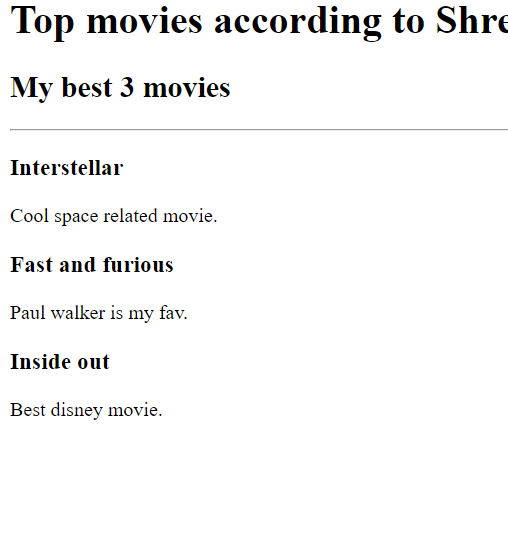 Top movies according to Shre
My best 3 movies
Interstellar
Cool space related movie.
Fast and furious
Paul walker is my fav.
Inside out
Best disney movie.